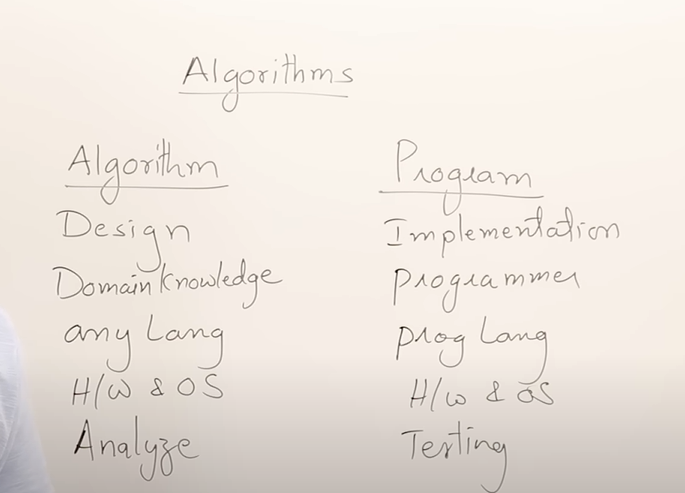 Algorithms
Algorithm
Design
Domain knowledge
any Lang
H/W & OS
Analyze
Program
Implementation
programmer
prog Lang
H/w & OS
Testing